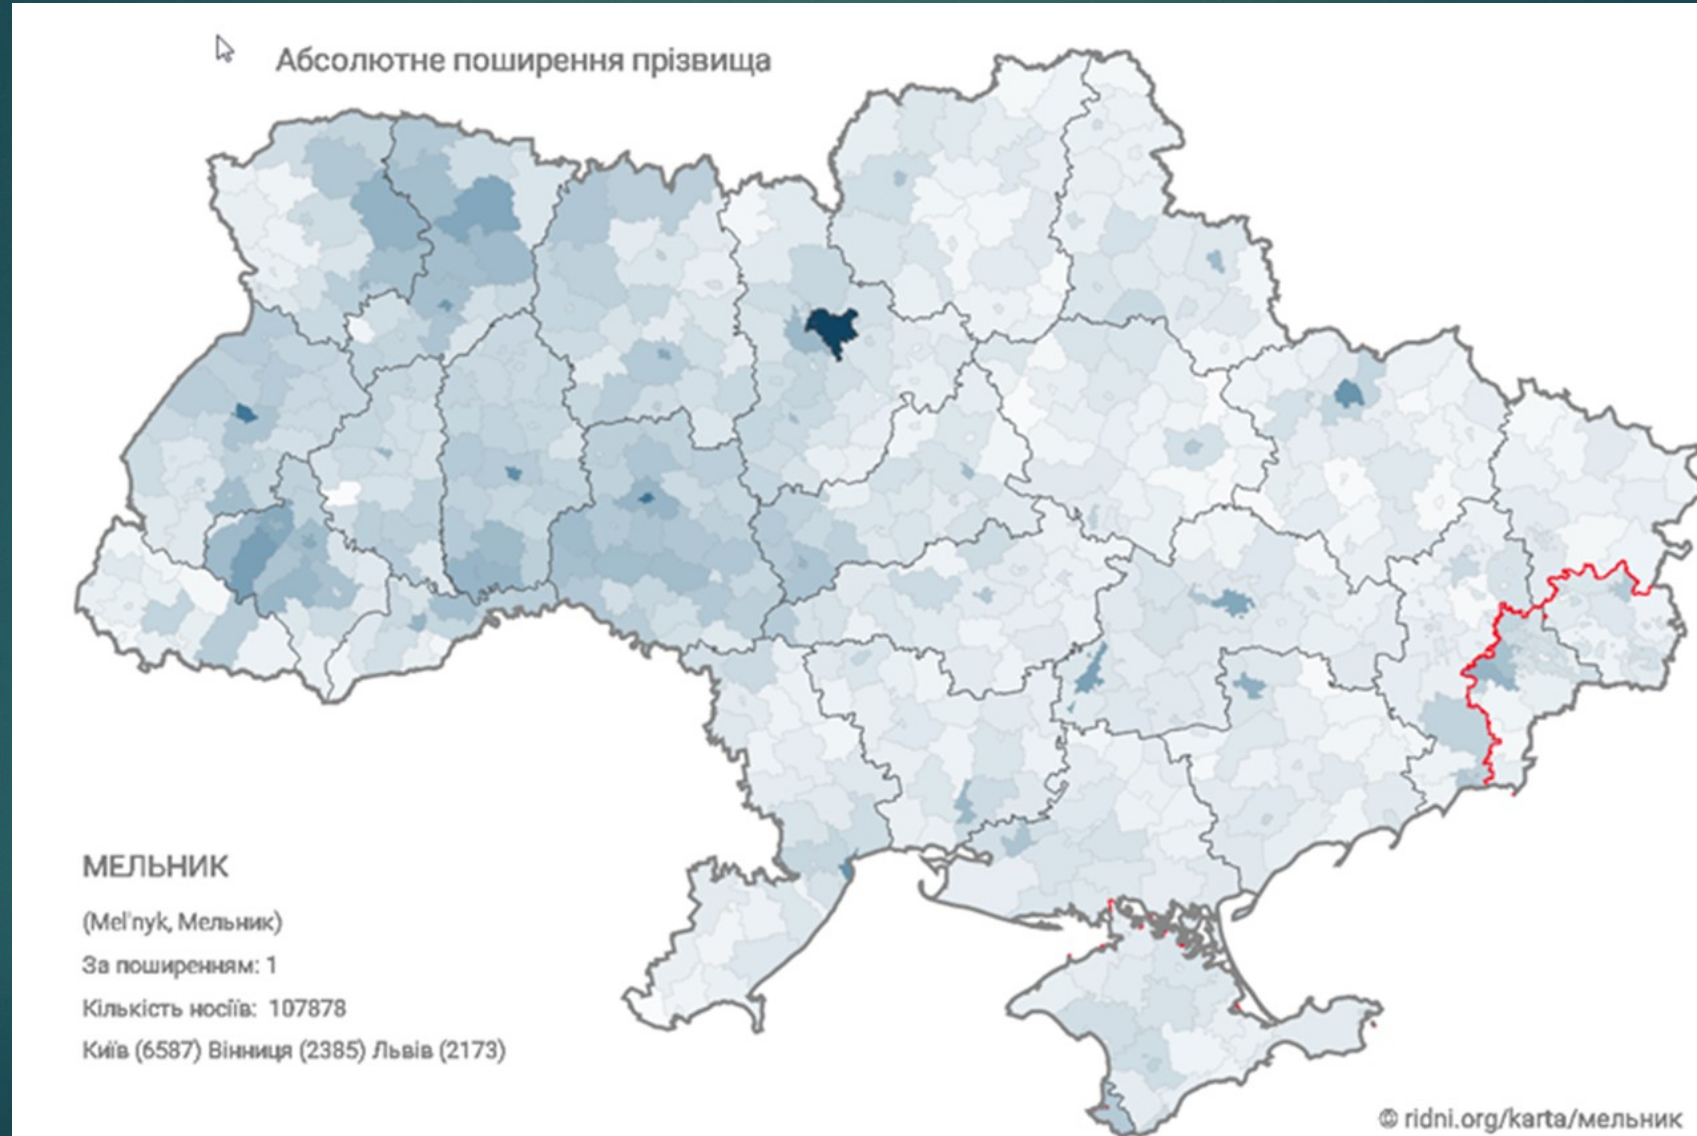 Абсолютне поширення прізвища
МЕЛЬНИК
(Mel'nyk, Мельник)
За поширенням: 1
Кількість носіїв: 107878
Київ (6587) Вінниця (2385) Львів (2173)
© ridni.org/karta/мельник